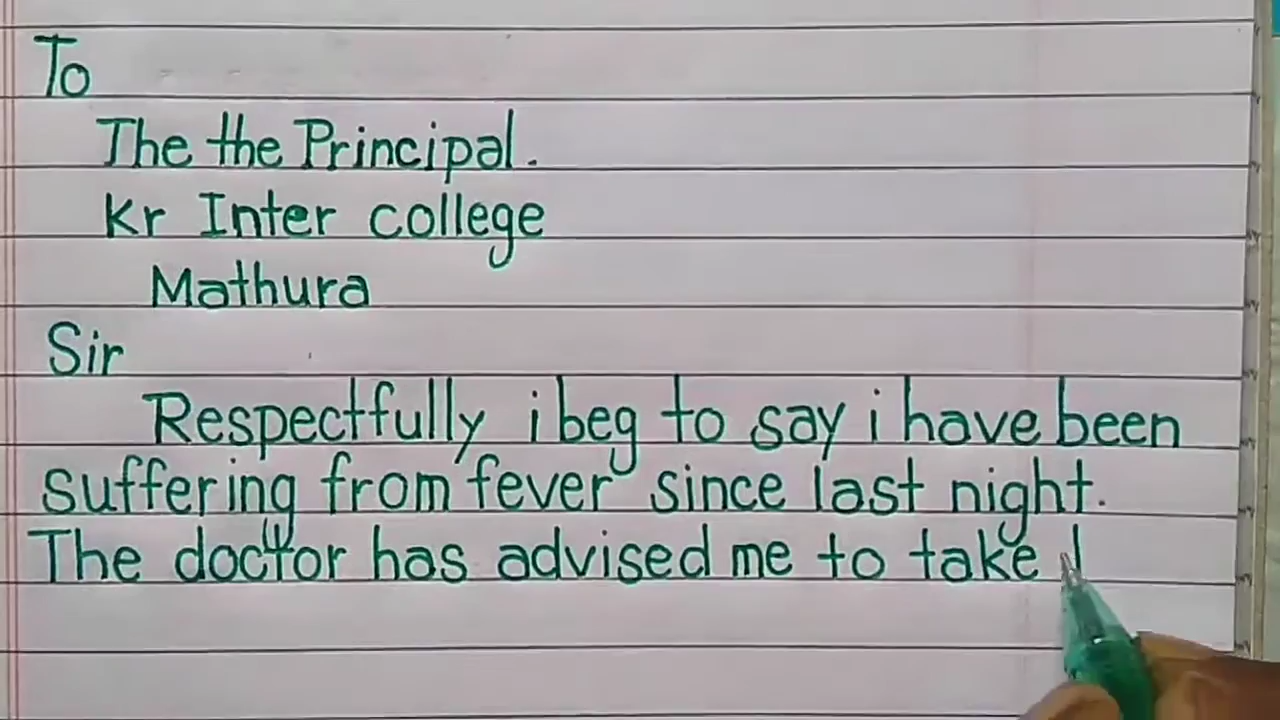 To
The the Principal.
Kr Inter college
Mathura
Sir
Respectfully i beg to say i have been
suffering from fever since last night.
The doctor has advised me to take